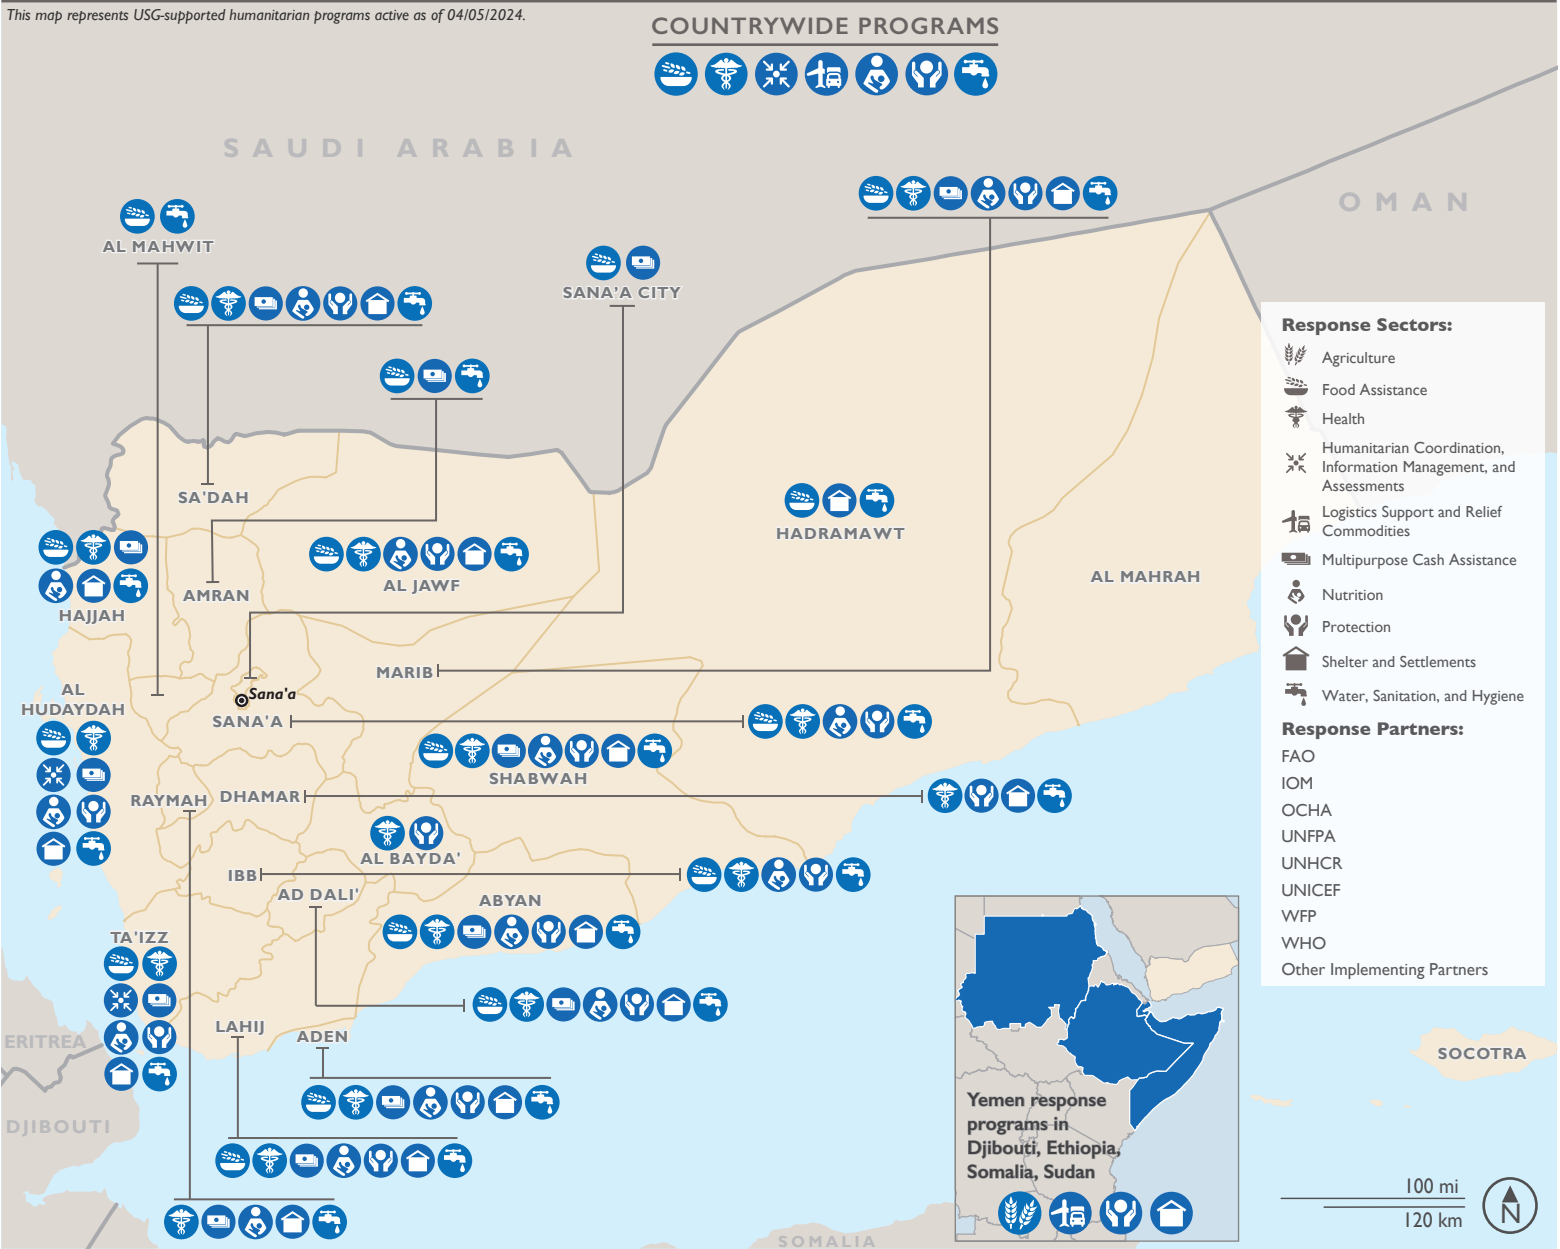 This map represents USG-supported humanitarian programs active as of 04/05/2024.
COUNTRYWIDE PROGRAMS
SAUDI ARABIA
OMAN
AL MAHWIT
SANA'A CITY
SA'DAH
HADRAMAWT
AL MAHRAH
AL JAWF
AMRAN
HAJJAH
MARIB
AL
HUDAYDAH
Sana'a
SANA'A
SHABWAH
RAYMAH
DHAMAR
AL BAYDA'
IBB
AD DALI'
ABYAN
TA'IZZ
LAHIJ
ADEN
ERITREA
DJIBOUTI
SOCOTRA
SOMALIA
Response Sectors:
Agriculture
Food Assistance
Health
Humanitarian Coordination,
Information Management, and
Assessments
Logistics Support and Relief
Commodities
Multipurpose Cash Assistance
Nutrition
Protection
Shelter and Settlements
Water, Sanitation, and Hygiene
Response Partners:
FAO
IOM
OCHA
UNFPA
UNHCR
UNICEF
WFP
WHO
Other Implementing Partners
Yemen response
programs in
Djibouti, Ethiopia,
Somalia, Sudan
100 mi
120 km
N